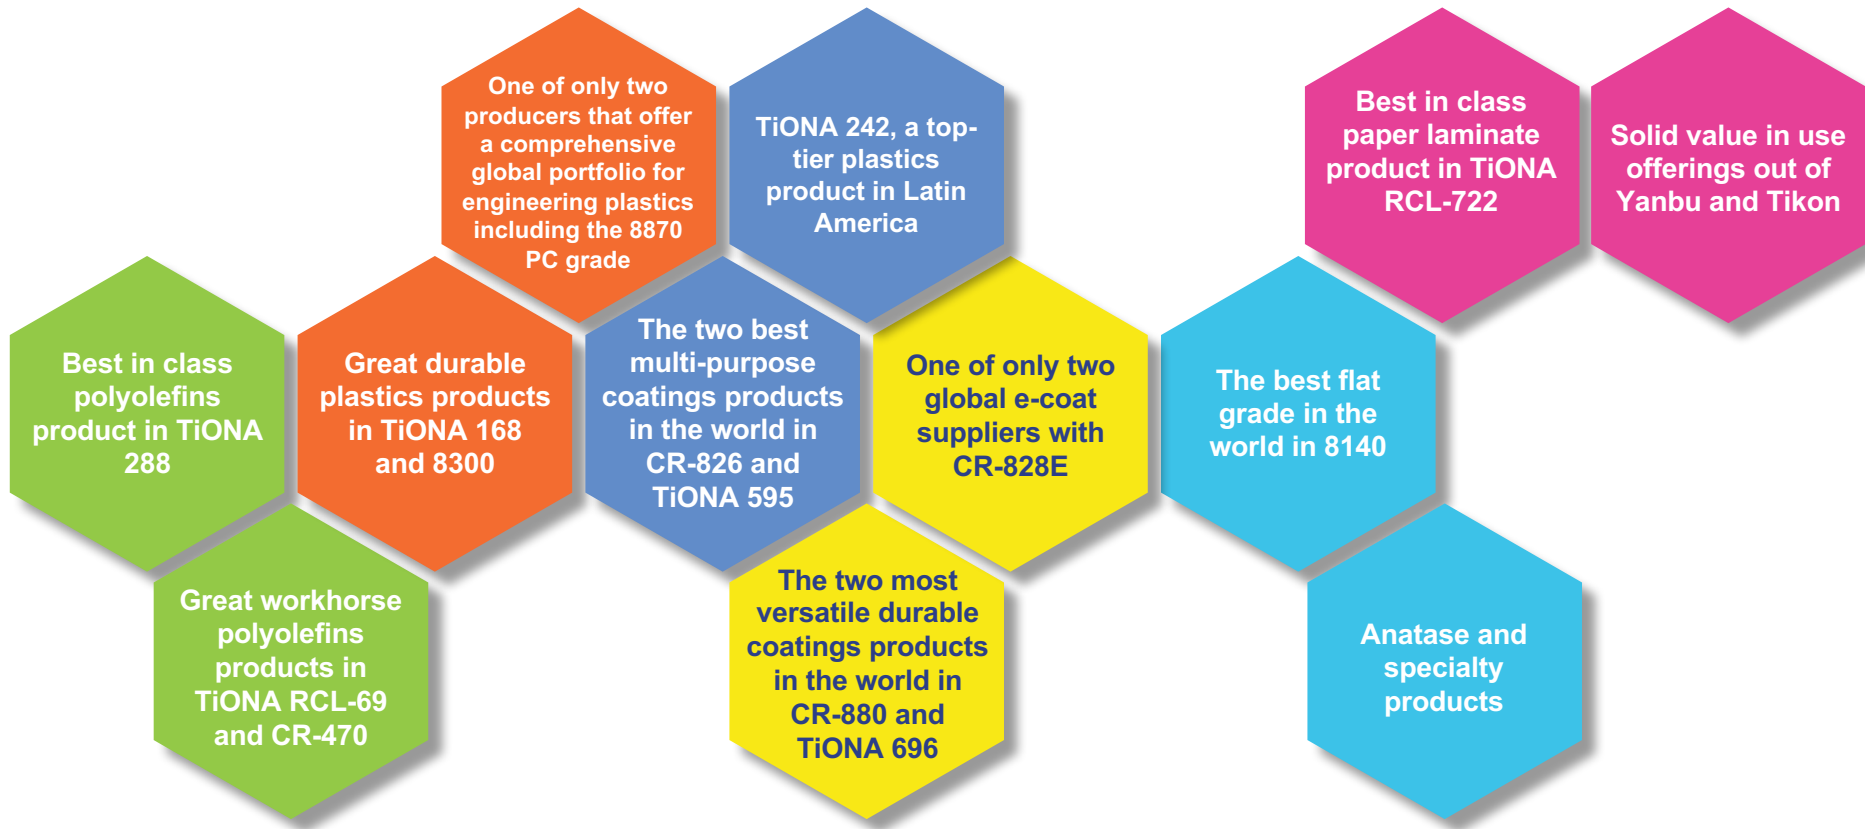 One of only two
producers that offer
a comprehensive
global portfolio for
engineering plastics
including the 8870
PC grade
TiONA 242, a top-
tier plastics
product in Latin
America
Best in class
paper laminate
product in TiONA
RCL-722
Solid value in use
offerings out of
Yanbu and Tikon
Best in class
polyolefins
product in TiONA
288
Great durable
plastics products
in TiONA 168
and 8300
The two best
multi-purpose
coatings products
in the world in
CR-826 and
TiONA 595
One of only two
global e-coat
suppliers with
CR-828E
The best flat
grade in the
world in 8140
Great workhorse
polyolefins
products in
TiONA RCL-69
and CR-470
The two most
versatile durable
coatings products
in the world in
CR-880 and
TiONA 696
Anatase and
specialty
products